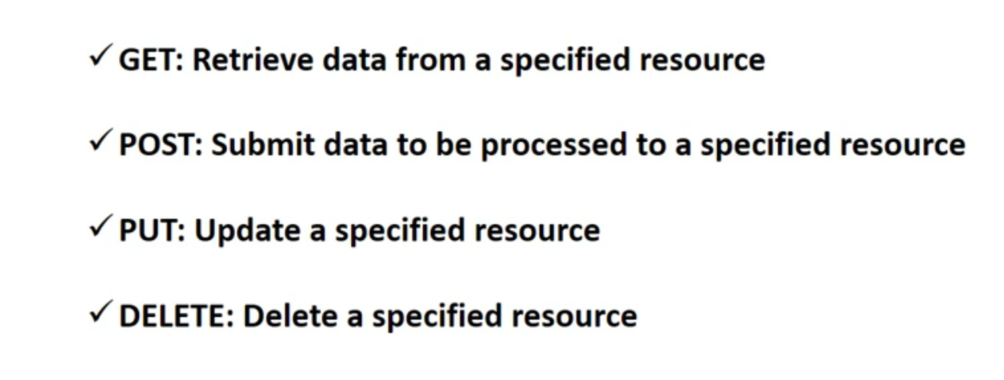 ✓ GET: Retrieve data from a specified resource
✓ POST: Submit data to be processed to a specified resource
✓ PUT: Update a specified resource
✓ DELETE: Delete a specified resource